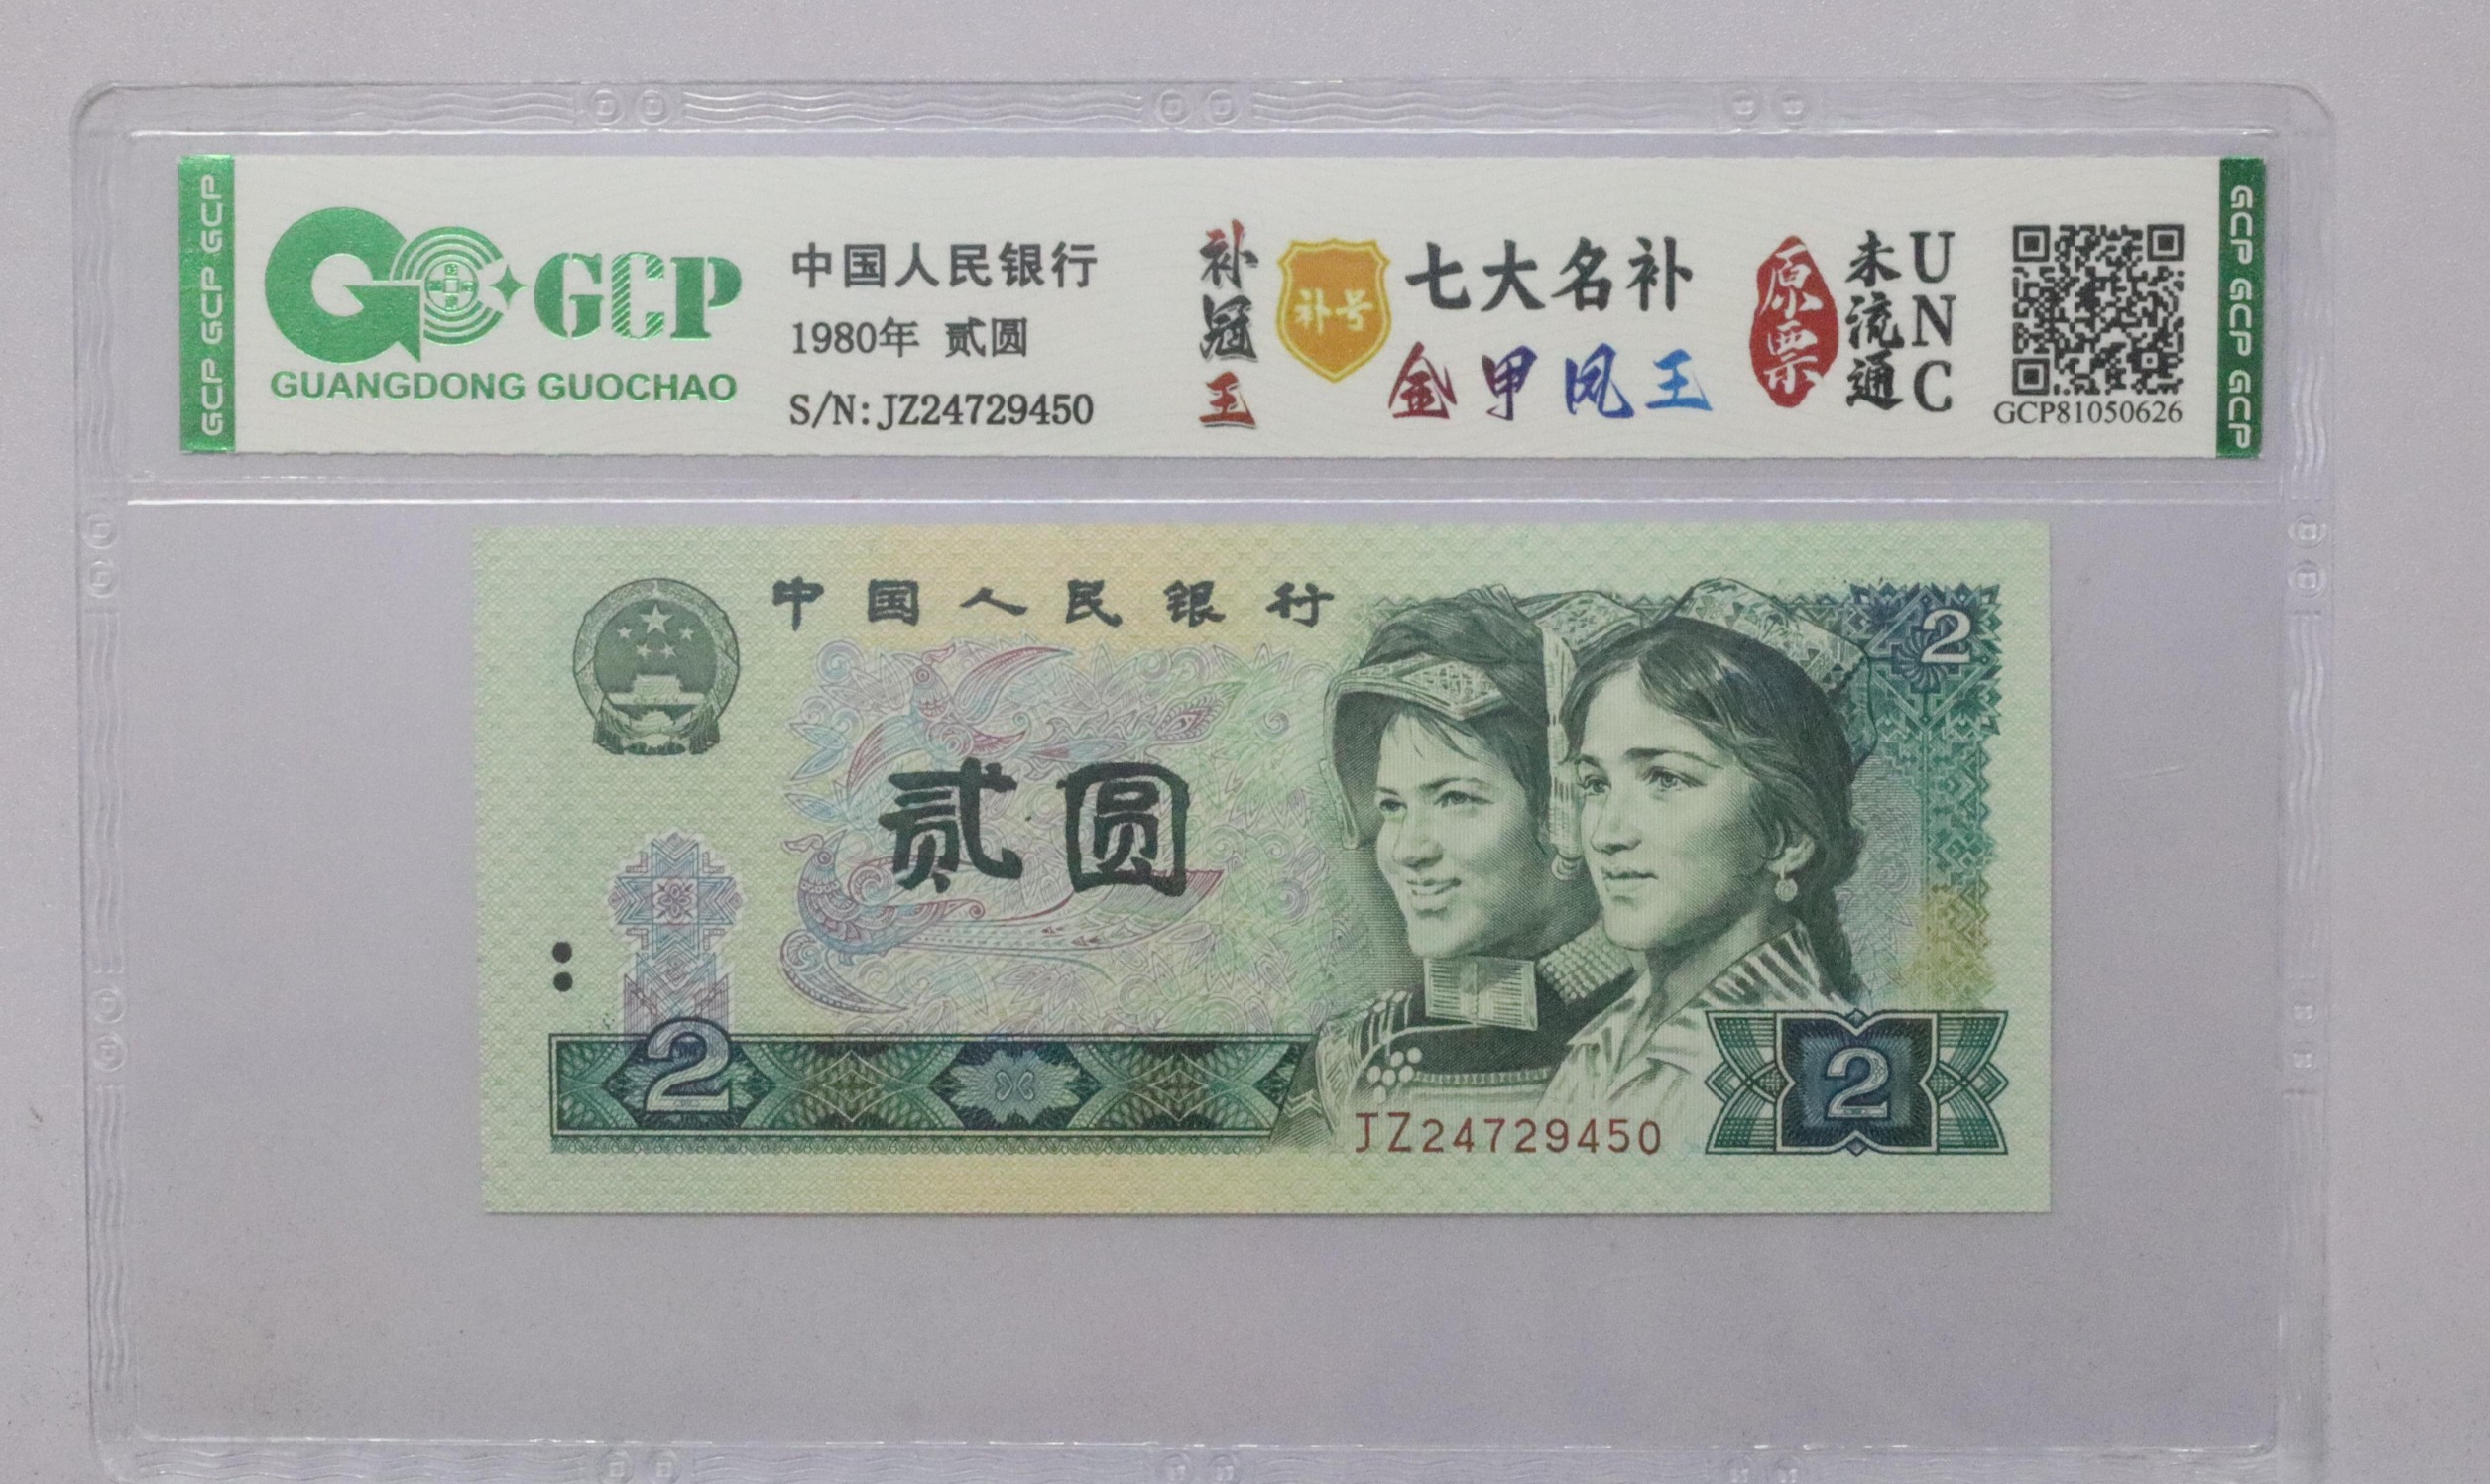 GCP GCP GCP
GCP
GUANGDONG GUOCHAO
中国人民银行
1980年 贰圆
S/N:JZ24729450
补冠王
补号
七大名补
金甲凤王
原票
未流通
UNC
GCP81050626
GCP GCP GCP
中国人民银行
2
贰圆
2
JZ24729450
2